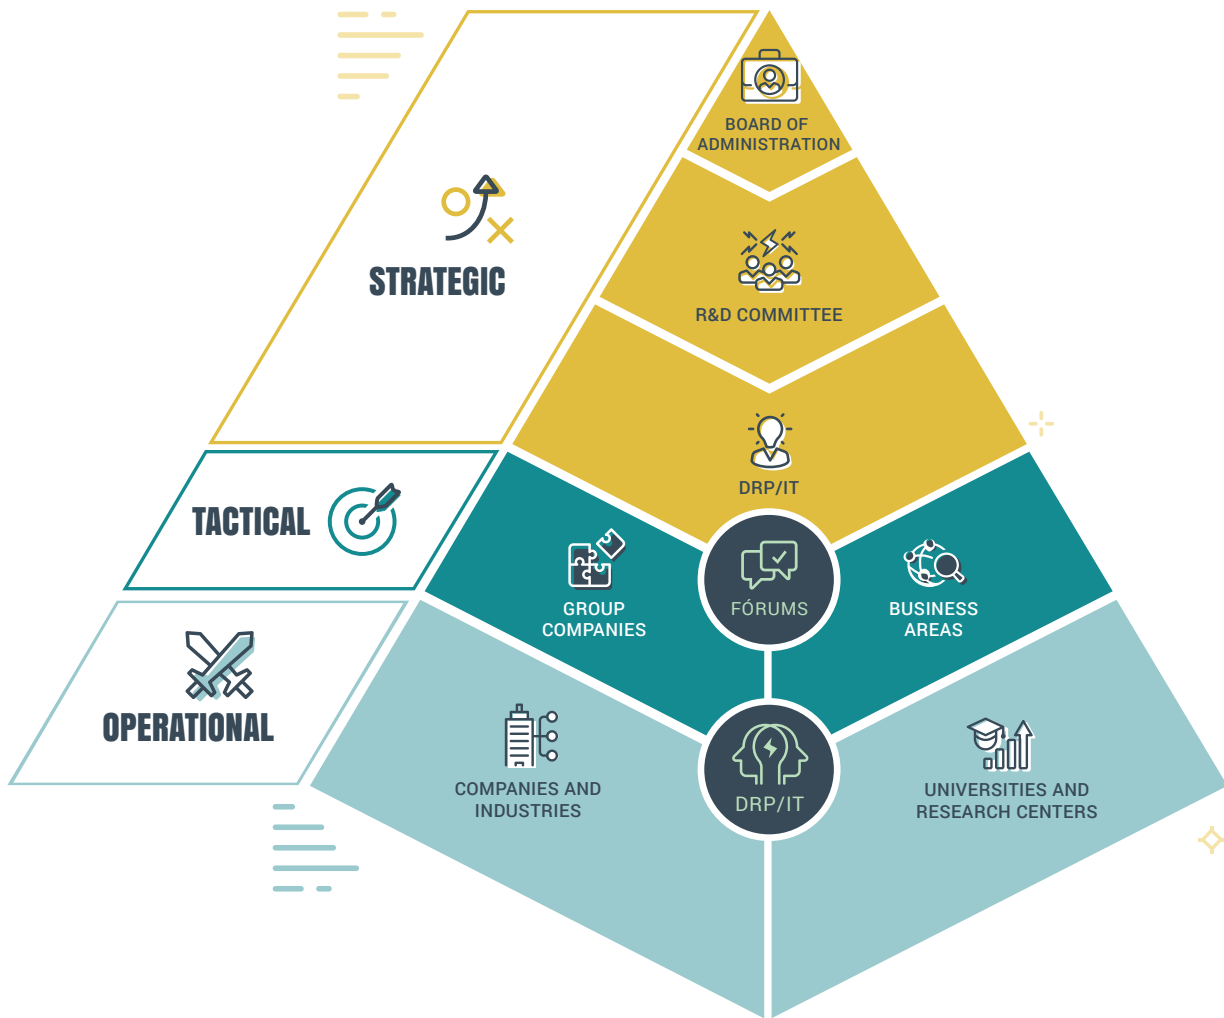 BOARD OF
ADMINISTRATION
STRATEGIC
R&D COMMITTEE
DRP/IT
TACTICAL
GROUP
COMPANIES
FÓRUMS
BUSINESS
AREAS
OPERATIONAL
COMPANIES AND
INDUSTRIES
DRP/IT
UNIVERSITIES AND
RESEARCH CENTERS